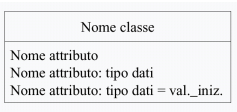 Nome classe
Nome attributo
Nome attributo: tipo dati
Nome attributo: tipo dati = val._iniz.